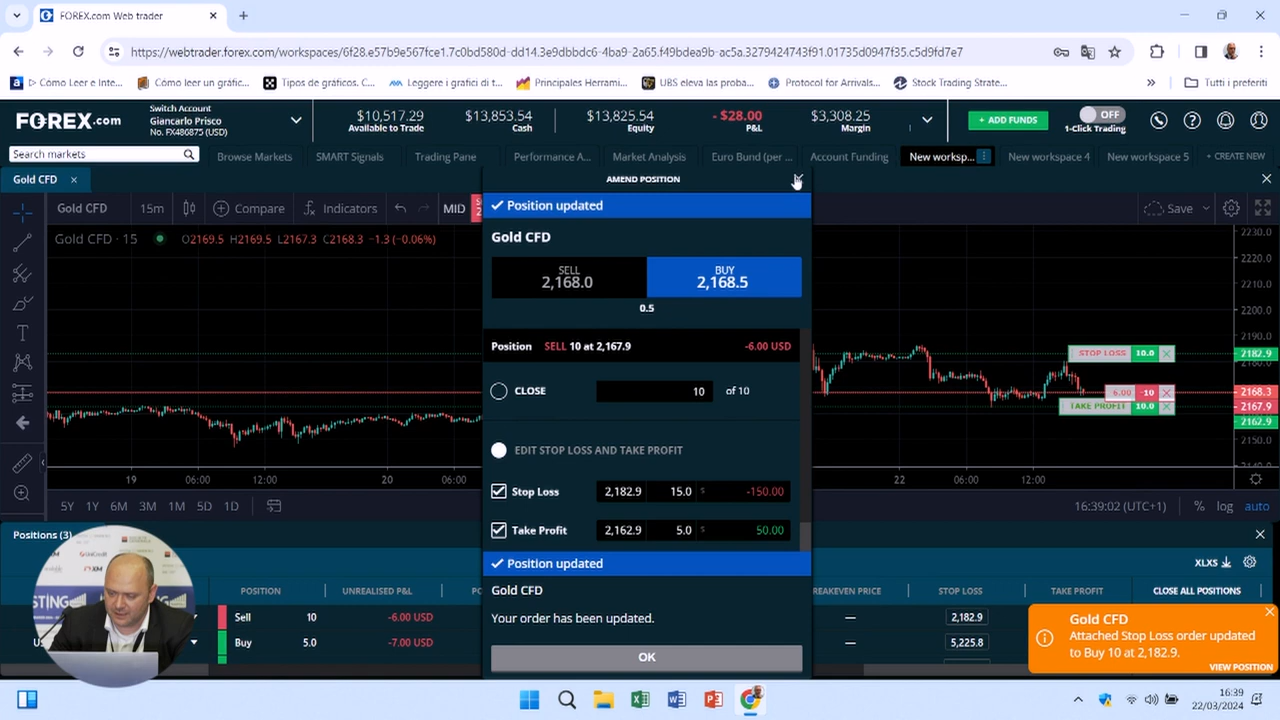 FOREX.com Web trader
https://webtrader.forex.com/workspaces/6f28.e57b9e567fce1.7c0bf580d-dd14.3e9dbbdc6-4ba9-2a65.f49bdea9b-ac5a.3279424743f91.01735d0947f35.c5d9fd7e7
▷ Cómo Leer e Inte...
Cómo leer un gráfic...
Tipos de gráficos. C...
Leggere i grafici di t...
Principales Herrami...
UBS eleva las proba...
Protocol for Arrivals...
Stock Trading Strate...
»
Tutti i preferiti
FOREX.com
Switch Account
Giancarlo Prisco
No. FX486875 (USD)
$10,517.29
Available to Trade
$13,853.54
Cash
$13,825.54
Equity
- $28.00
P&L
$3,308.25
Margin
+ ADD FUNDS
OFF
1-Click Trading
Search markets
Browse Markets
SMART Signals
Trading Pane
Performance A...
Market Analysis
Euro Bund (per ...
Account Funding
New worksp...
New workspace 4
New workspace 5
+ CREATE NEW
Gold CFD
AMEND POSITION
Gold CFD
15m
Compare
Indicators
MID
Save
Gold CFD · 15
O2169.5 H2169.5 L2167.3 C2168.3 -1.3 (-0.06%)
Position updated
Gold CFD
SELL
2,168.0
BUY
2,168.5
0.5
Position SELL 10 at 2,167.9 -6.00 USD
CLOSE 10 of 10
EDIT STOP LOSS AND TAKE PROFIT
Stop Loss 2,182.9 15.0 $ -150.00
Take Profit 2,162.9 5.0 $ 50.00
Position updated
Gold CFD
Your order has been updated.
OK
2230.0
2220.0
2210.0
2200.0
2190.0
2182.9
2168.3
2167.9
2162.9
2150.0
STOP LOSS 10.0
6.00 -10
TAKE PROFIT 10.0
19
06:00
12:00
20
06:00
22
06:00
12:00
5Y 1Y 6M 3M 1M 5D 1D
16:39:02 (UTC+1)
% log auto
Positions (3)
XLXS
POSITION
UNREALISED P&L
REAKEVEN PRICE
STOP LOSS
TAKE PROFIT
CLOSE ALL POSITIONS
Sell 10 -6.00 USD — 2,182.9
Buy 5.0 -7.00 USD — 5,225.8
Gold CFD
Attached Stop Loss order updated
to Buy 10 at 2,182.9.
VIEW POSITION
16:39
22/03/2024